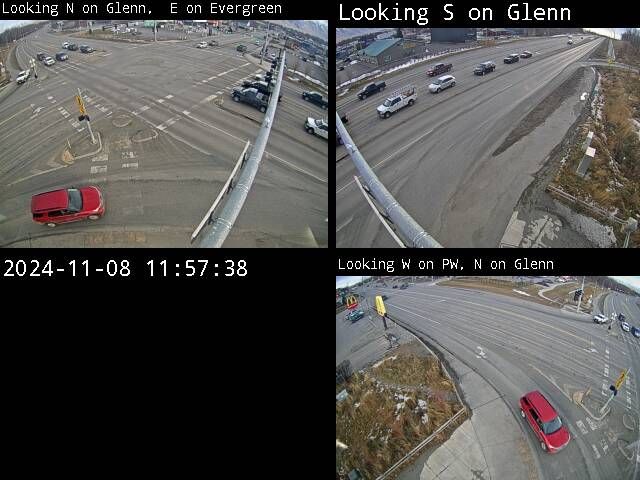 Looking N on Glenn, E on Evergreen
Looking S on Glenn
2024-11-08 11:57:38
Looking W on PW, N on Glenn